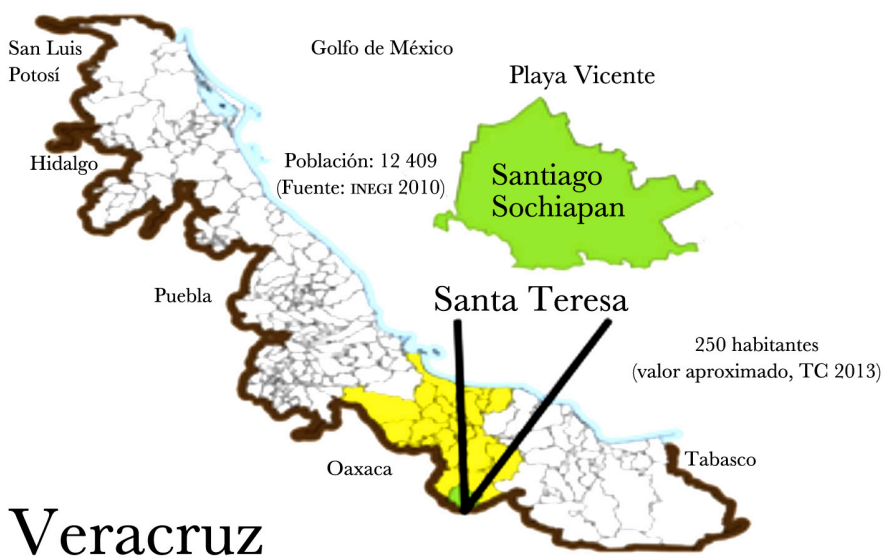 San Luis
Potosí
Golfo de México
Playa Vicente
Hidalgo
Población: 12 409
(Fuente: INEGI 2010)
Santiago
Sochiapan
Puebla
Santa Teresa
250 habitantes
(valor aproximado, TC 2013)
Oaxaca
Tabasco
Veracruz